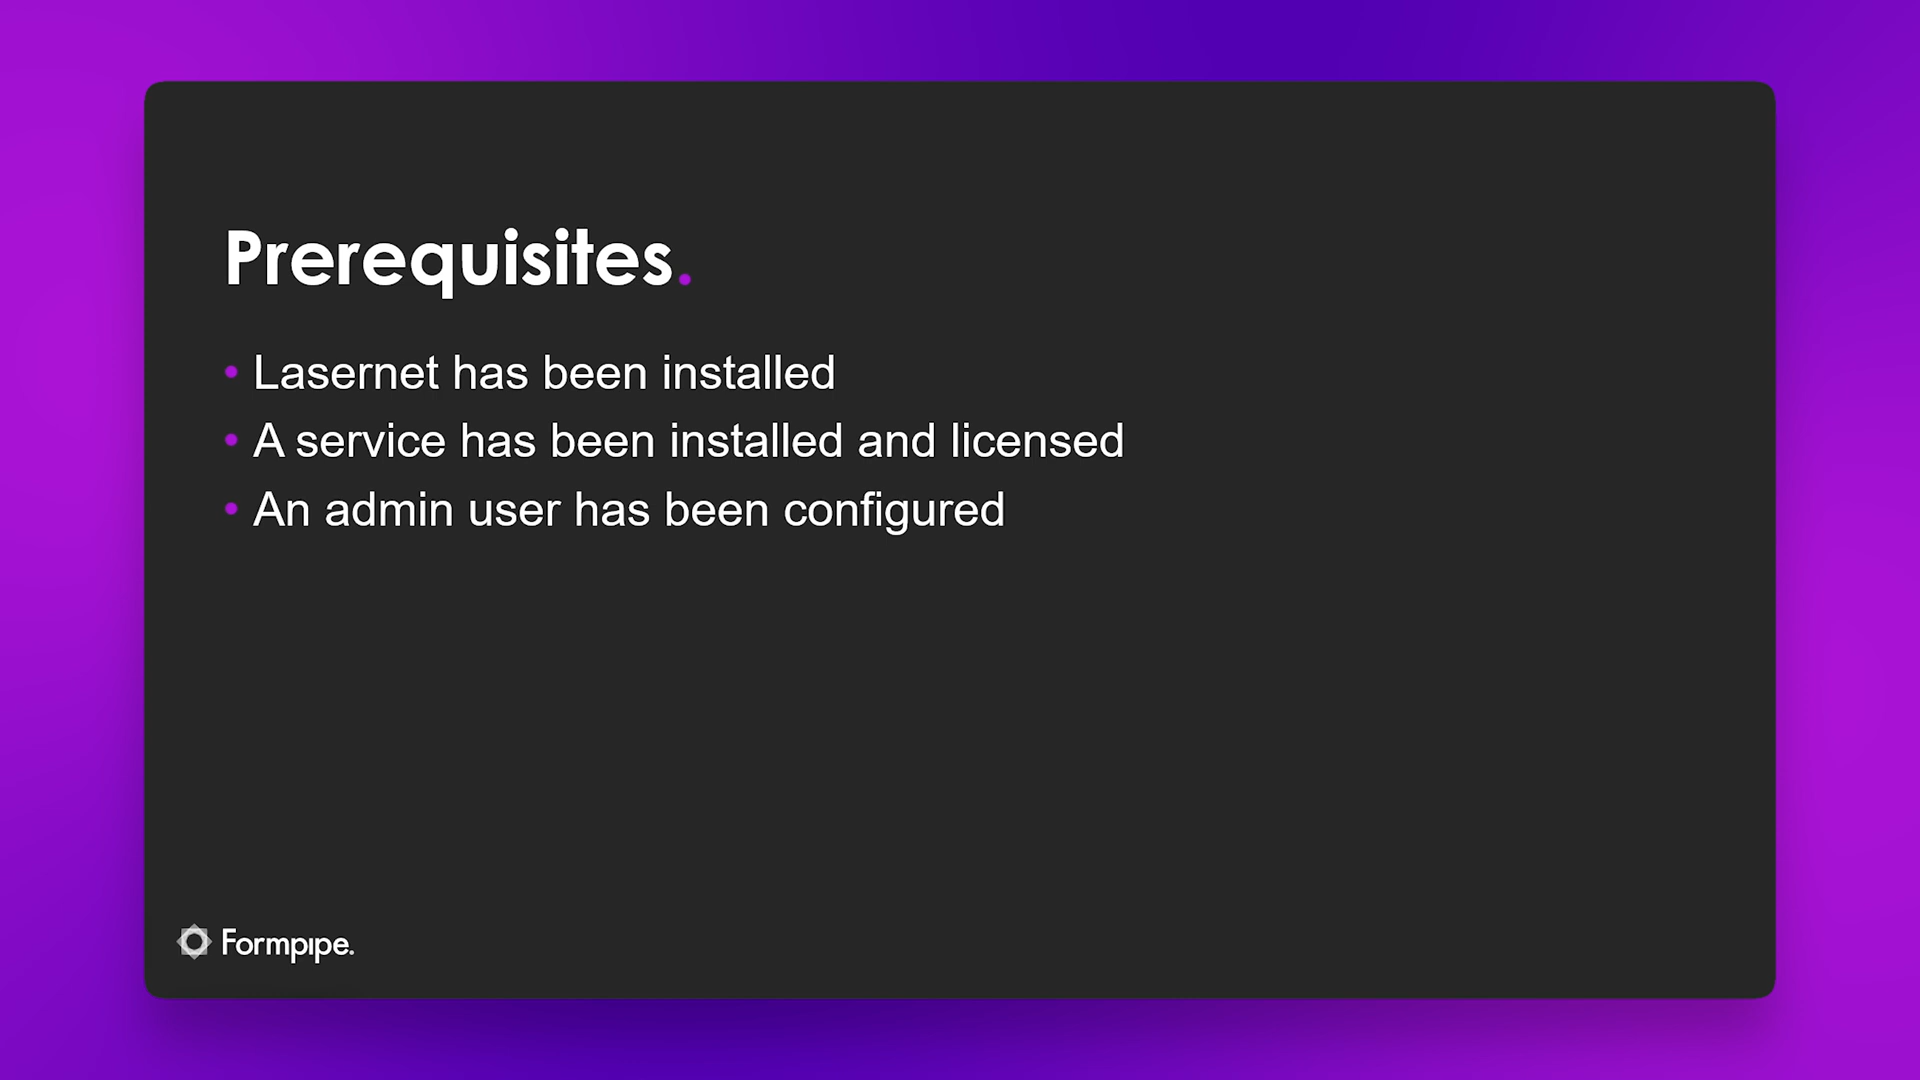 Prerequisites.
• Lasernet has been installed
• A service has been installed and licensed
• An admin user has been configured
Formpipe.